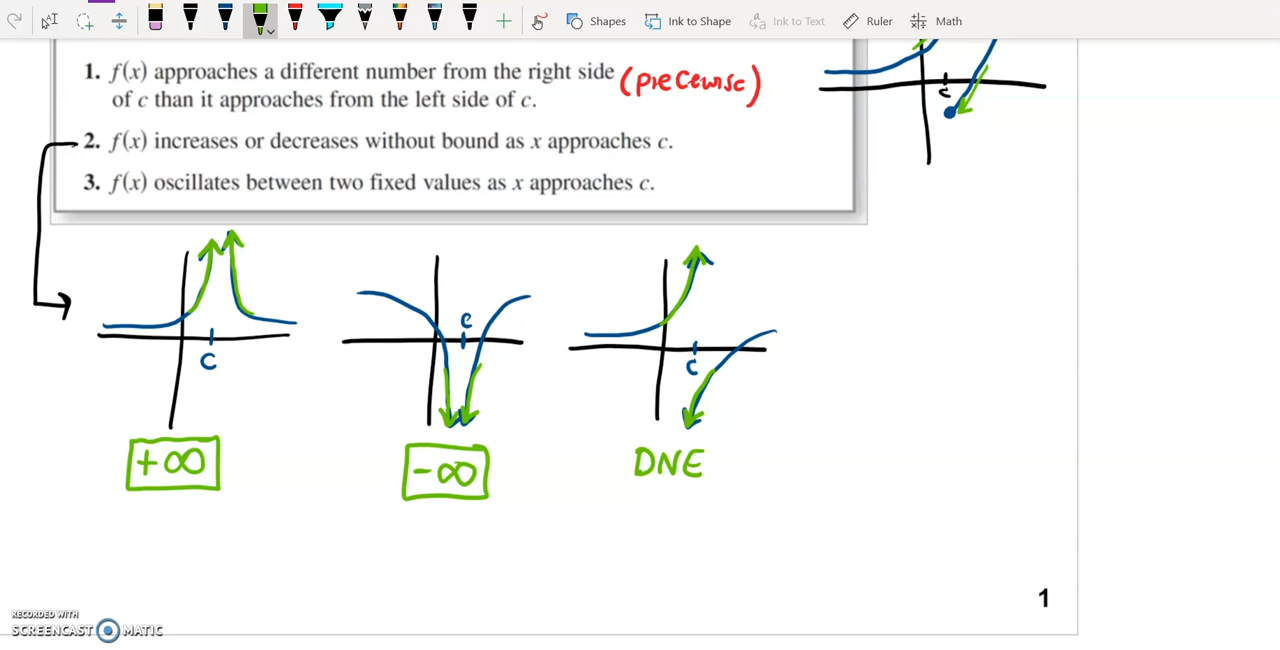 Shapes Ink to Shape Ink to Text Ruler Math
1. f(x) approaches a different number from the right side (piecewise)
of c than it approaches from the left side of c.
2. f(x) increases or decreases without bound as x approaches c.
3. f(x) oscillates between two fixed values as x approaches c.
c
c
c
c
+∞
-∞
DNE
1
RECORDED WITH
SCREENCAST MATIC